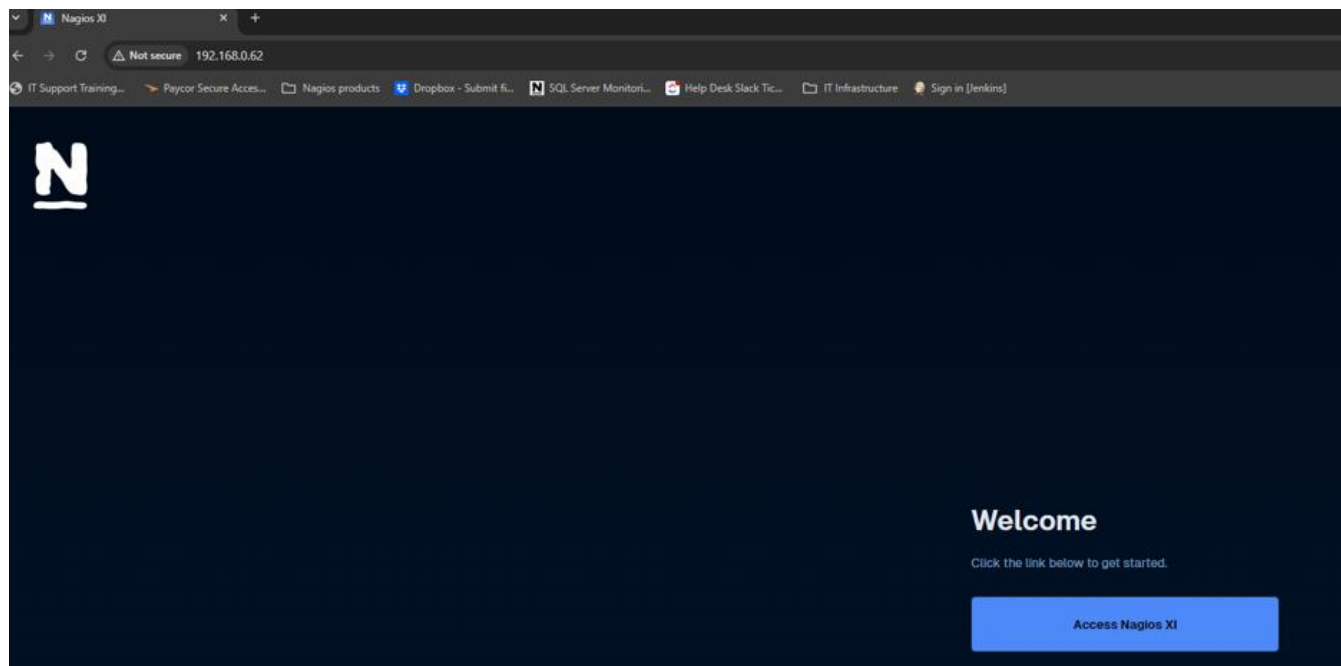 Nagios XI
Not secure 192.168.0.62
IT Support Training... Paycor Secure Acces... Nagios products Dropbox - Submit fi... SQL Server Monitori... Help Desk Slack Tic... IT Infrastructure Sign in [Jenkins]
N
Welcome
Click the link below to get started.
Access Nagios XI